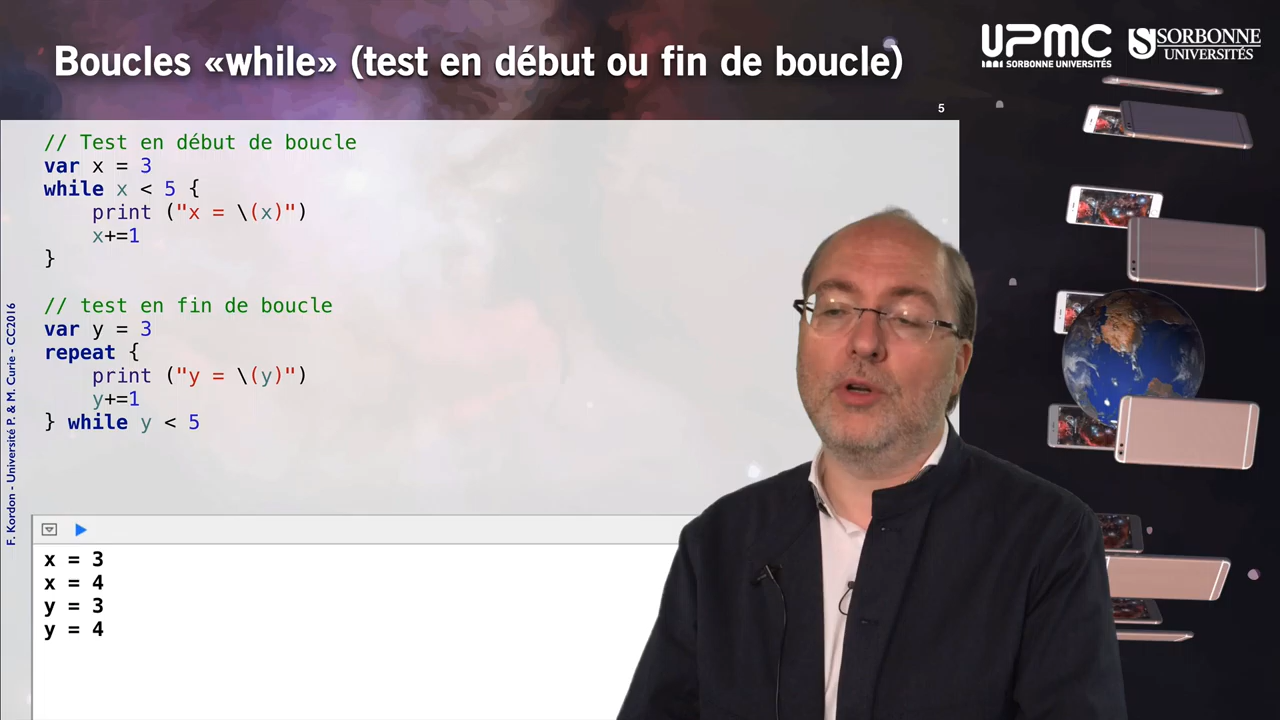 Boucles «while» (test en début ou fin de boucle)
UPMC
SORBONNE UNIVERSITÉS
SORBONNE
UNIVERSITÉS
5
// Test en début de boucle
var x = 3
while x < 5 {
    print ("x = \(x)")
    x+=1
}
// test en fin de boucle
var y = 3
repeat {
    print ("y = \(y)")
    y+=1
} while y < 5
F. Kordon - Université P. & M. Curie - CC2016
x = 3
x = 4
y = 3
y = 4